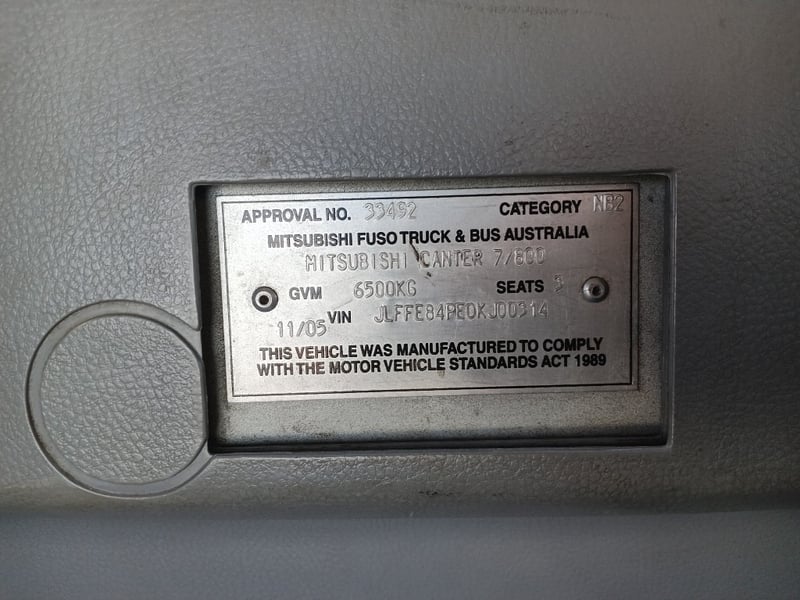 APPROVAL NO. 33492 CATEGORY NB2
MITSUBISHI FUSO TRUCK & BUS AUSTRALIA
MITSUBISHI CANTER 7/800
GVM 6500KG SEATS 3
11/05 VIN JLFFE84PE0KJ00314
THIS VEHICLE WAS MANUFACTURED TO COMPLY
WITH THE MOTOR VEHICLE STANDARDS ACT 1989